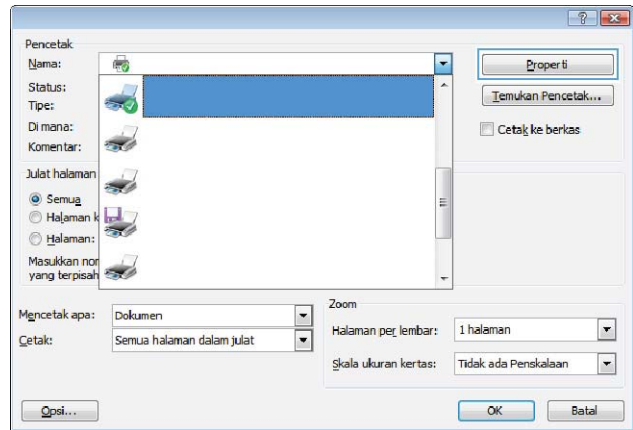 Pencetak
Nama:
Properti
Status:
Temukan Pencetak...
Tipe:
Di mana:
Cetak ke berkas
Komentar:
Julat halaman
Semua
Halaman k
Halaman:
Masukkan nor
yang terpisah
Mencetak apa: Dokumen
Cetak: Semua halaman dalam julat
Zoom
Halaman per lembar: 1 halaman
Skala ukuran kertas: Tidak ada Penskalaan
Opsi...
OK
Batal